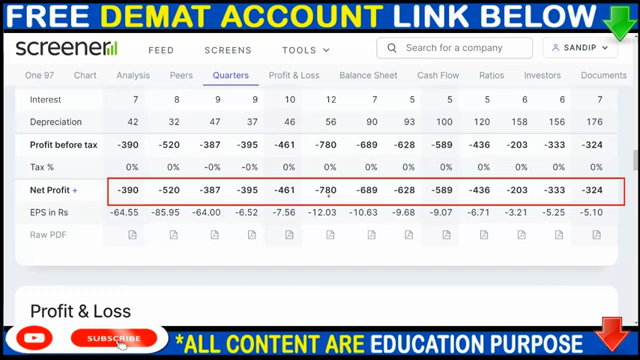 FREE DEMAT ACCOUNT LINK BELOW
screener FEED SCREENS TOOLS Search for a company SANDIP
One 97 Chart Analysis Peers Quarters Profit & Loss Balance Sheet Cash Flow Ratios Investors Documents
Interest 7 8 9 9 10 12 7 5 5 5 6 6 7
Depreciation 42 32 37 37 46 56 90 93 100 120 158 156 176
Profit before tax -390 -520 -387 -395 -461 -780 -689 -628 -589 -436 -203 -333 -324
Tax % 0% 0% -0% -0% 0% 0% 0% 0% 0% 0% 0% 0% 0%
Net Profit + -390 -520 -387 -395 -461 -780 -689 -628 -589 -436 -203 -333 -324
EPS in Rs -64.55 -85.95 -64.00 -6.52 -7.56 -12.03 -10.63 -9.68 -9.07 -6.71 -3.21 -5.25 -5.10
Raw PDF
Profit & Loss
SUBSCRIBE
*ALL CONTENT ARE EDUCATION PURPOSE